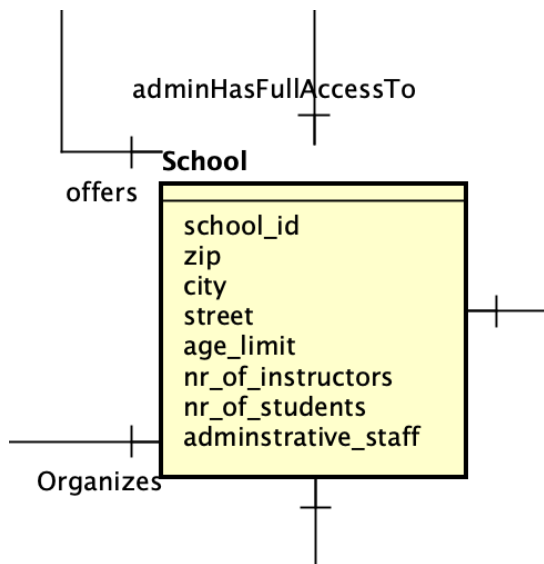 adminHasFullAccessTo
School
offers
school_id
zip
city
street
age_limit
nr_of_instructors
nr_of_students
adminstrative_staff
Organizes